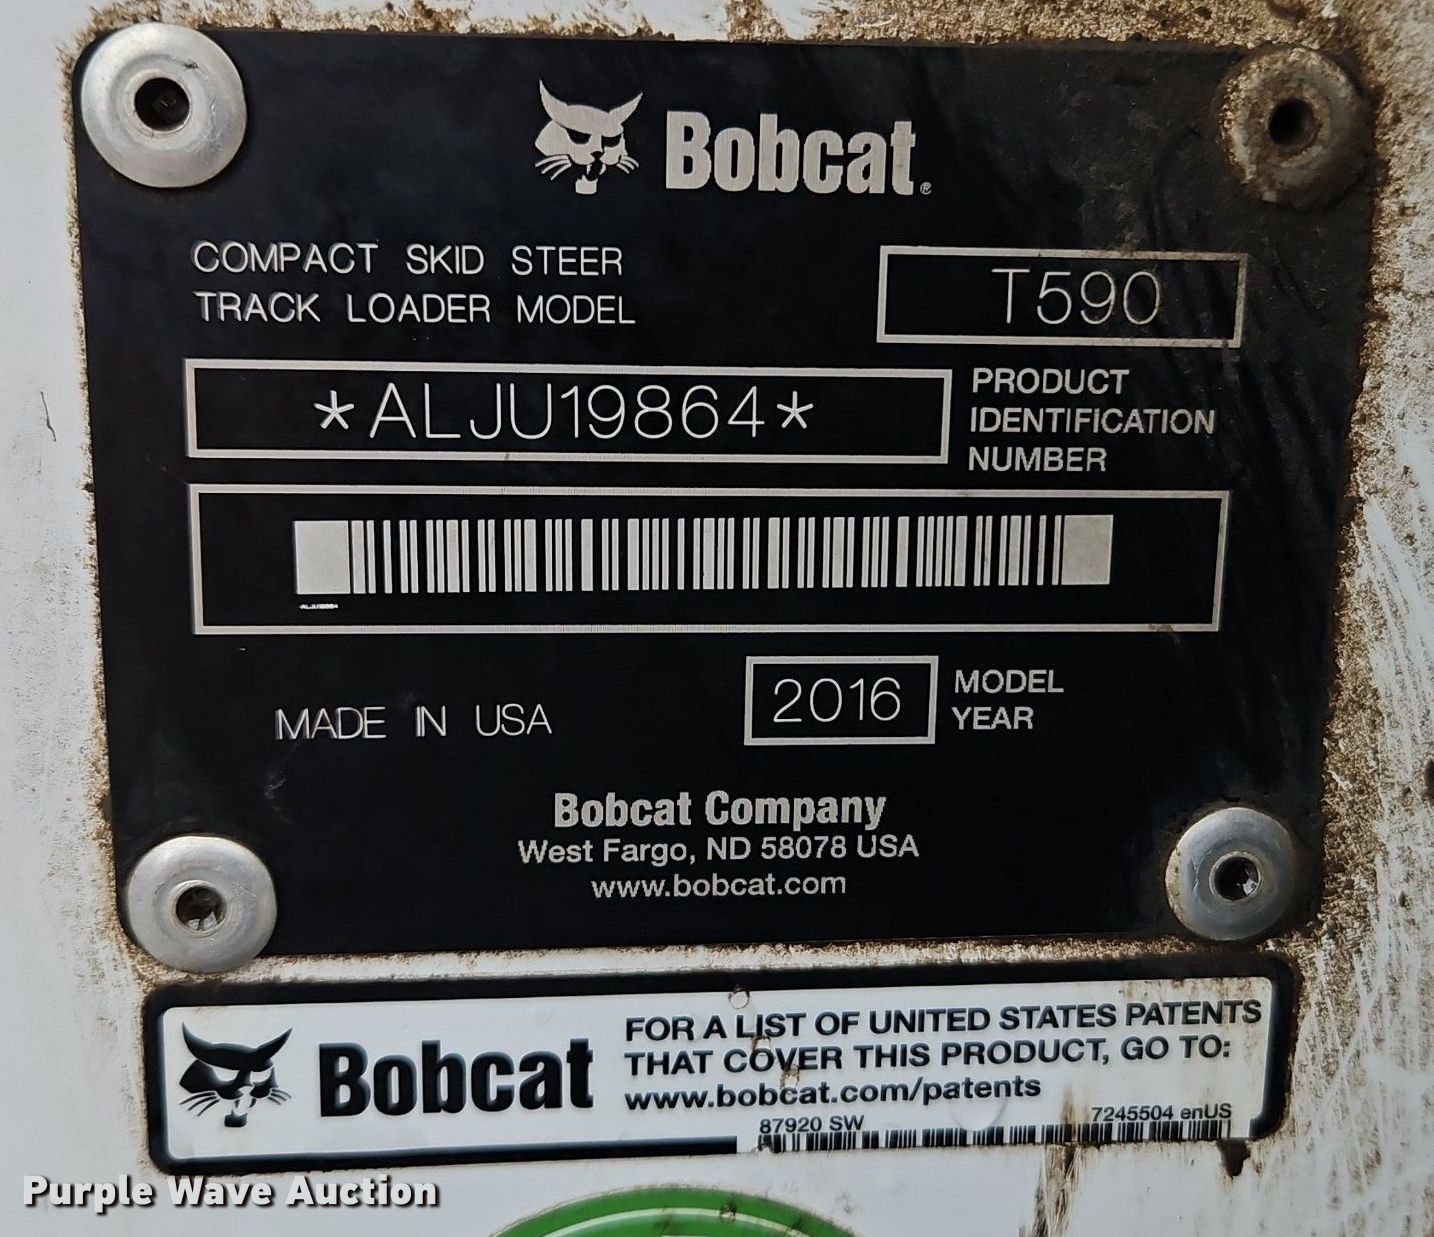 Bobcat®
COMPACT SKID STEER
TRACK LOADER MODEL
T590
*ALJU19864*
PRODUCT
IDENTIFICATION
NUMBER
ALJU19864
MADE IN USA
2016
MODEL
YEAR
Bobcat Company
West Fargo, ND 58078 USA
www.bobcat.com
Bobcat
FOR A LIST OF UNITED STATES PATENTS
THAT COVER THIS PRODUCT, GO TO:
www.bobcat.com/patents
87920 SW
7245504 enUS
Purple Wave Auction